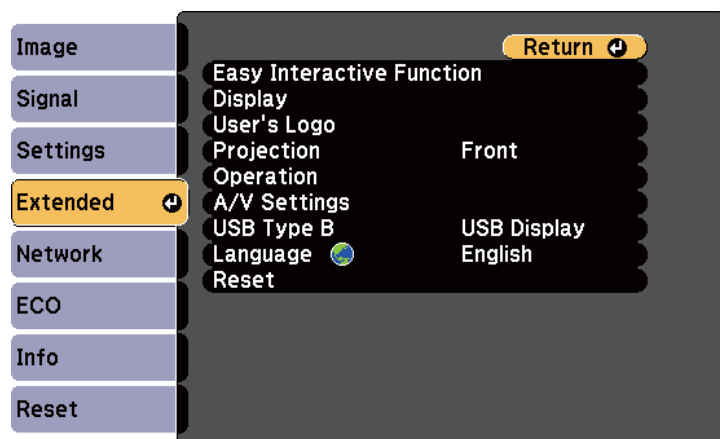 Image
Signal
Settings
Extended
Network
ECO
Info
Reset
Return
Easy Interactive Function
Display
User's Logo
Projection Front
Operation
A/V Settings
USB Type B USB Display
Language English
Reset